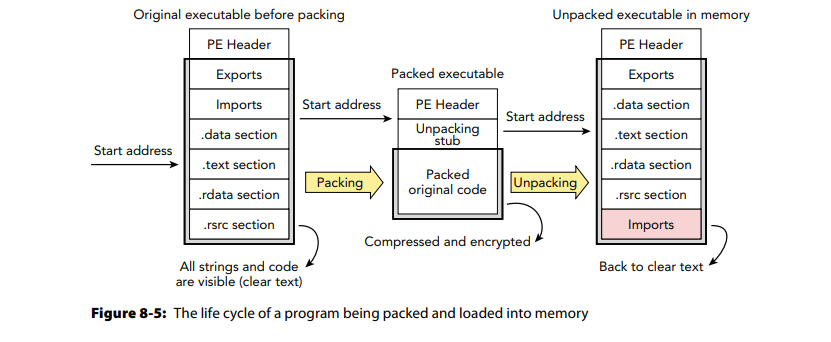 Original executable before packing
PE Header
Exports
Imports
.data section
.text section
.rdata section
.rsrc section
Start address
All strings and code
are visible (clear text)
Packing
Start address
Packed executable
PE Header
Unpacking
stub
Packed
original code
Compressed and encrypted
Unpacking
Start address
Unpacked executable in memory
PE Header
Exports
.data section
.text section
.rdata section
.rsrc section
Imports
Back to clear text
Figure 8-5: The life cycle of a program being packed and loaded into memory